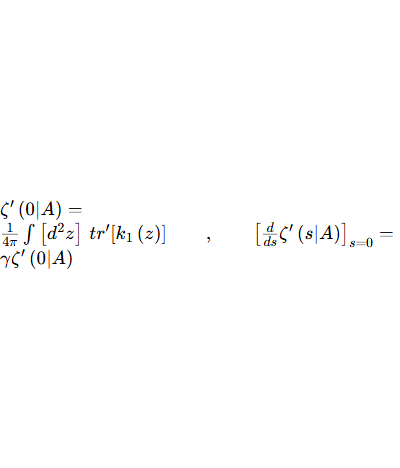 ζ′ (0|A) =
1/4π ∫ [d²z] tr′[k₁ (z)] , [d/ds ζ′ (s|A)]ₛ₌₀ =
γζ′ (0|A)